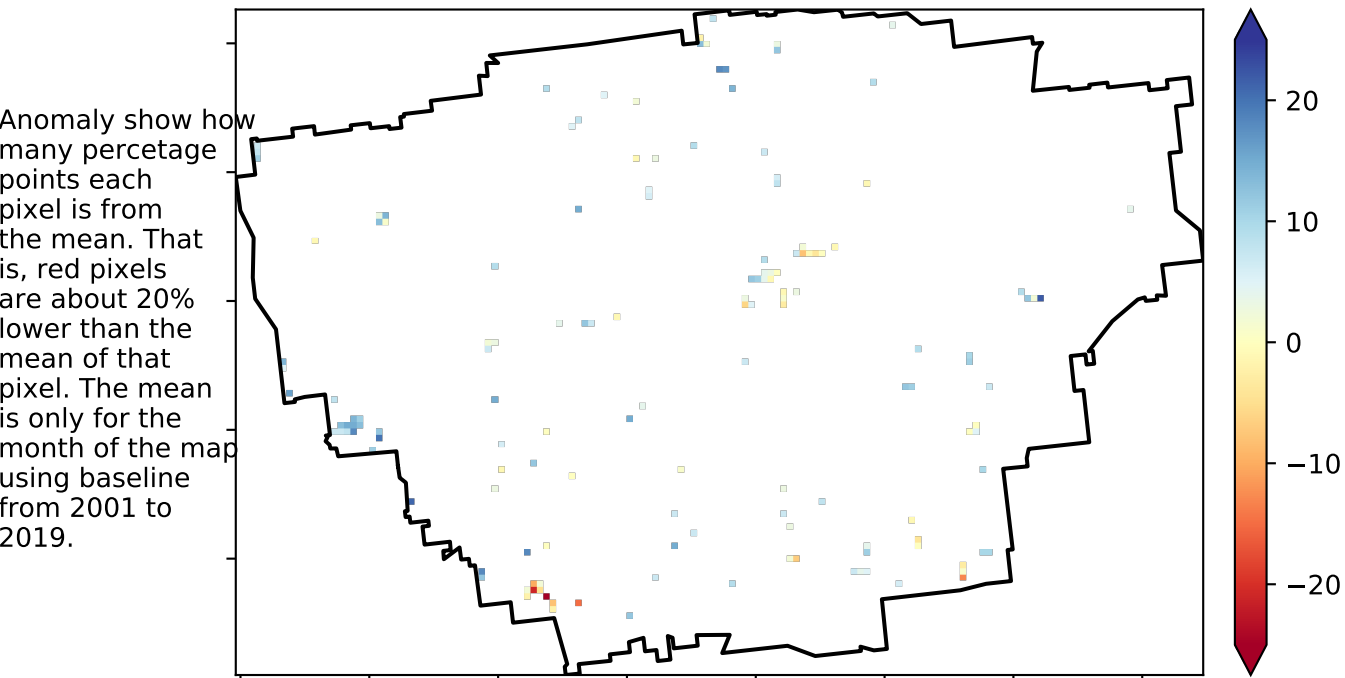 Anomaly show how
many percetage
points each
pixel is from
the mean. That
is, red pixels
are about 20%
lower than the
mean of that
pixel. The mean
is only for the
month of the map
using baseline
from 2001 to
2019.
20
10
0
−10
−20